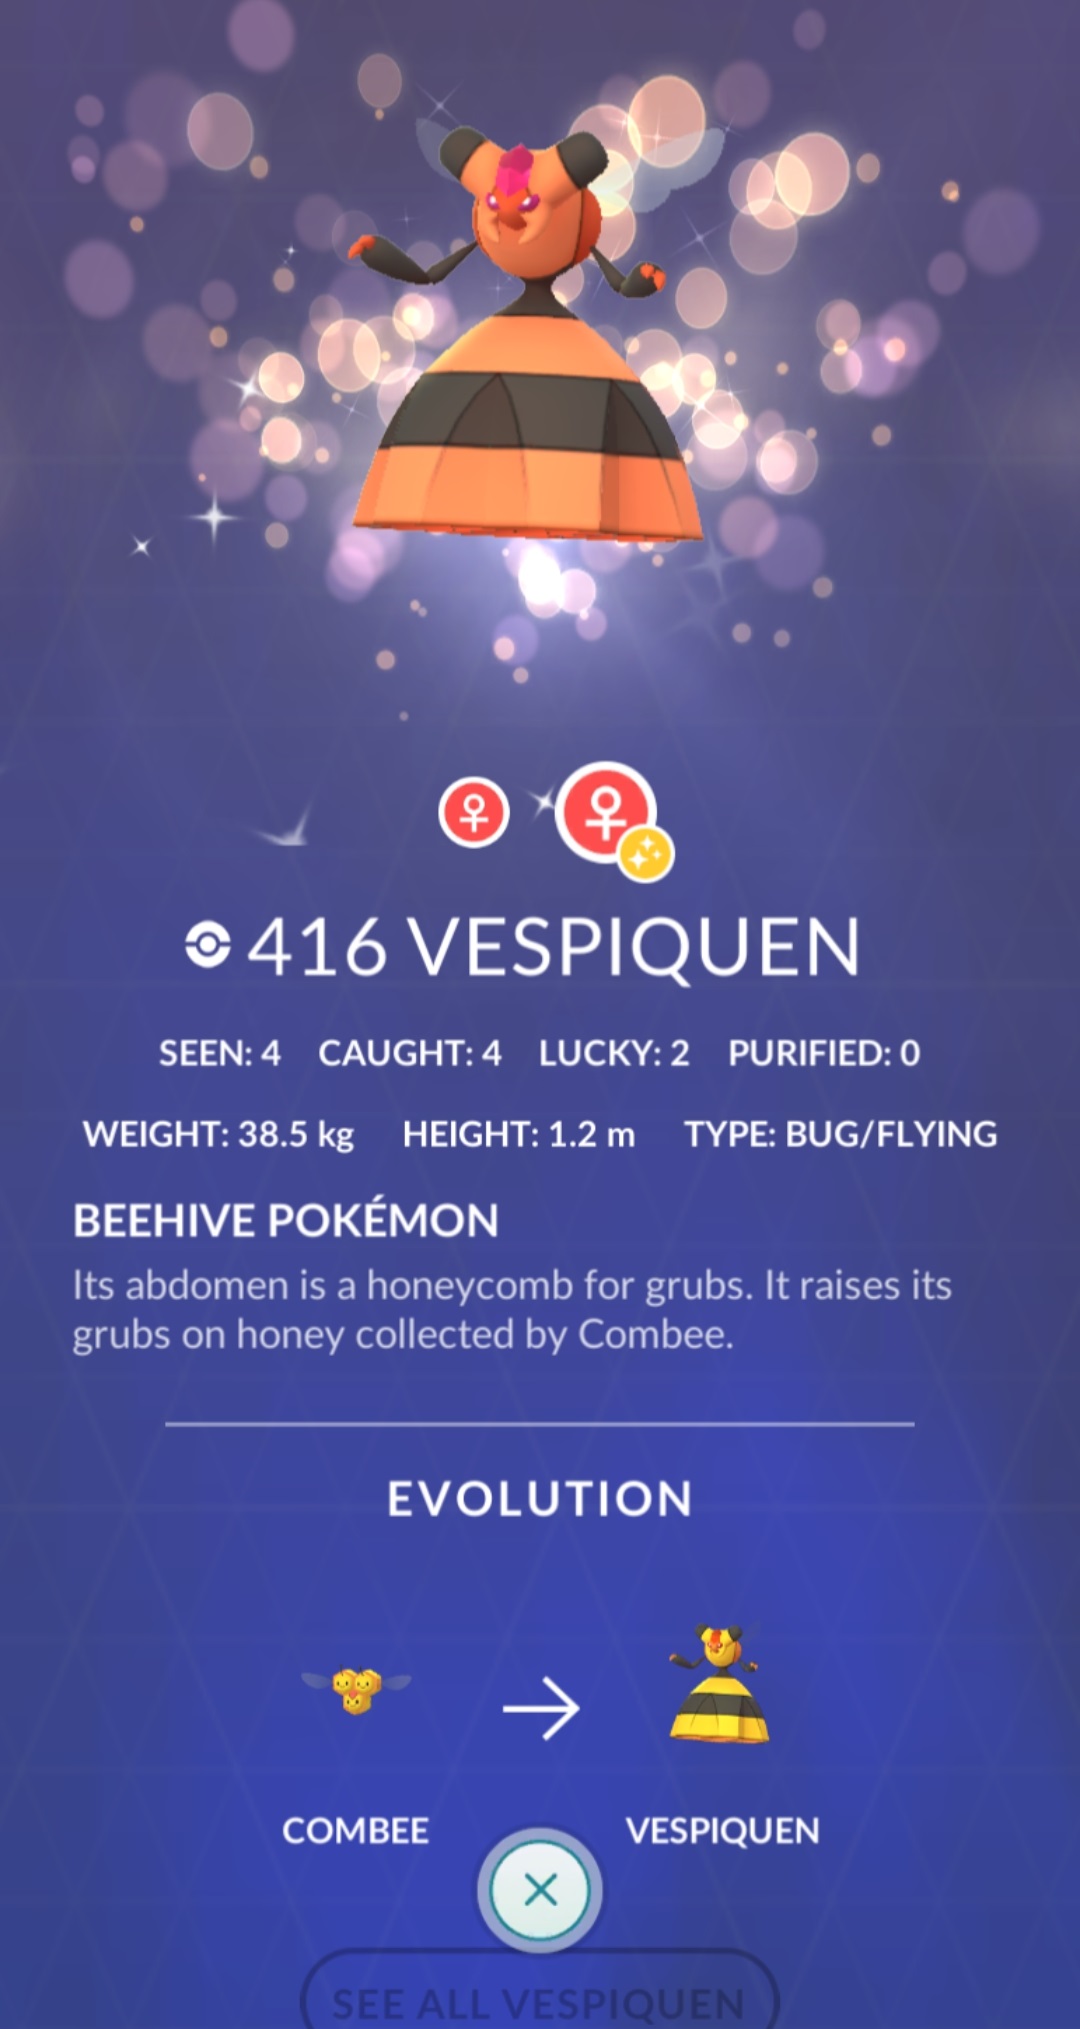 416 VESPIQUEN
SEEN: 4 CAUGHT: 4 LUCKY: 2 PURIFIED: 0
WEIGHT: 38.5 kg HEIGHT: 1.2 m TYPE: BUG/FLYING
BEEHIVE POKÉMON
Its abdomen is a honeycomb for grubs. It raises its
grubs on honey collected by Combee.
EVOLUTION
COMBEE VESPIQUEN
SEE ALL VESPIQUEN